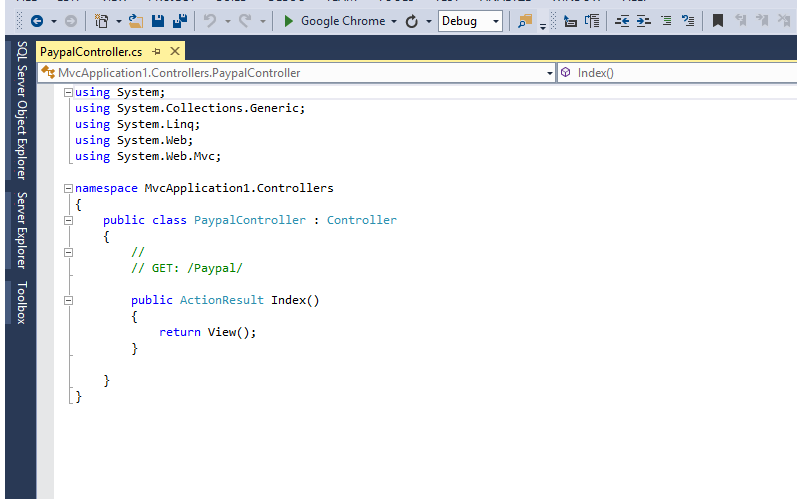 Google Chrome
Debug
PaypalController.cs
MvcApplication1.Controllers.PaypalController
Index()
SQL Server Object Explorer
Server Explorer
Toolbox
using System;
using System.Collections.Generic;
using System.Linq;
using System.Web;
using System.Web.Mvc;
namespace MvcApplication1.Controllers
{
public class PaypalController : Controller
{
//
// GET: /Paypal/
public ActionResult Index()
{
return View();
}
}
}